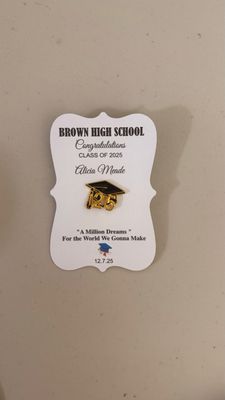 BROWN HIGH SCHOOL
Congratulations
CLASS OF 2025
Alicia Meade
'25
"A Million Dreams "
For the World We Gonna Make
12.7.25